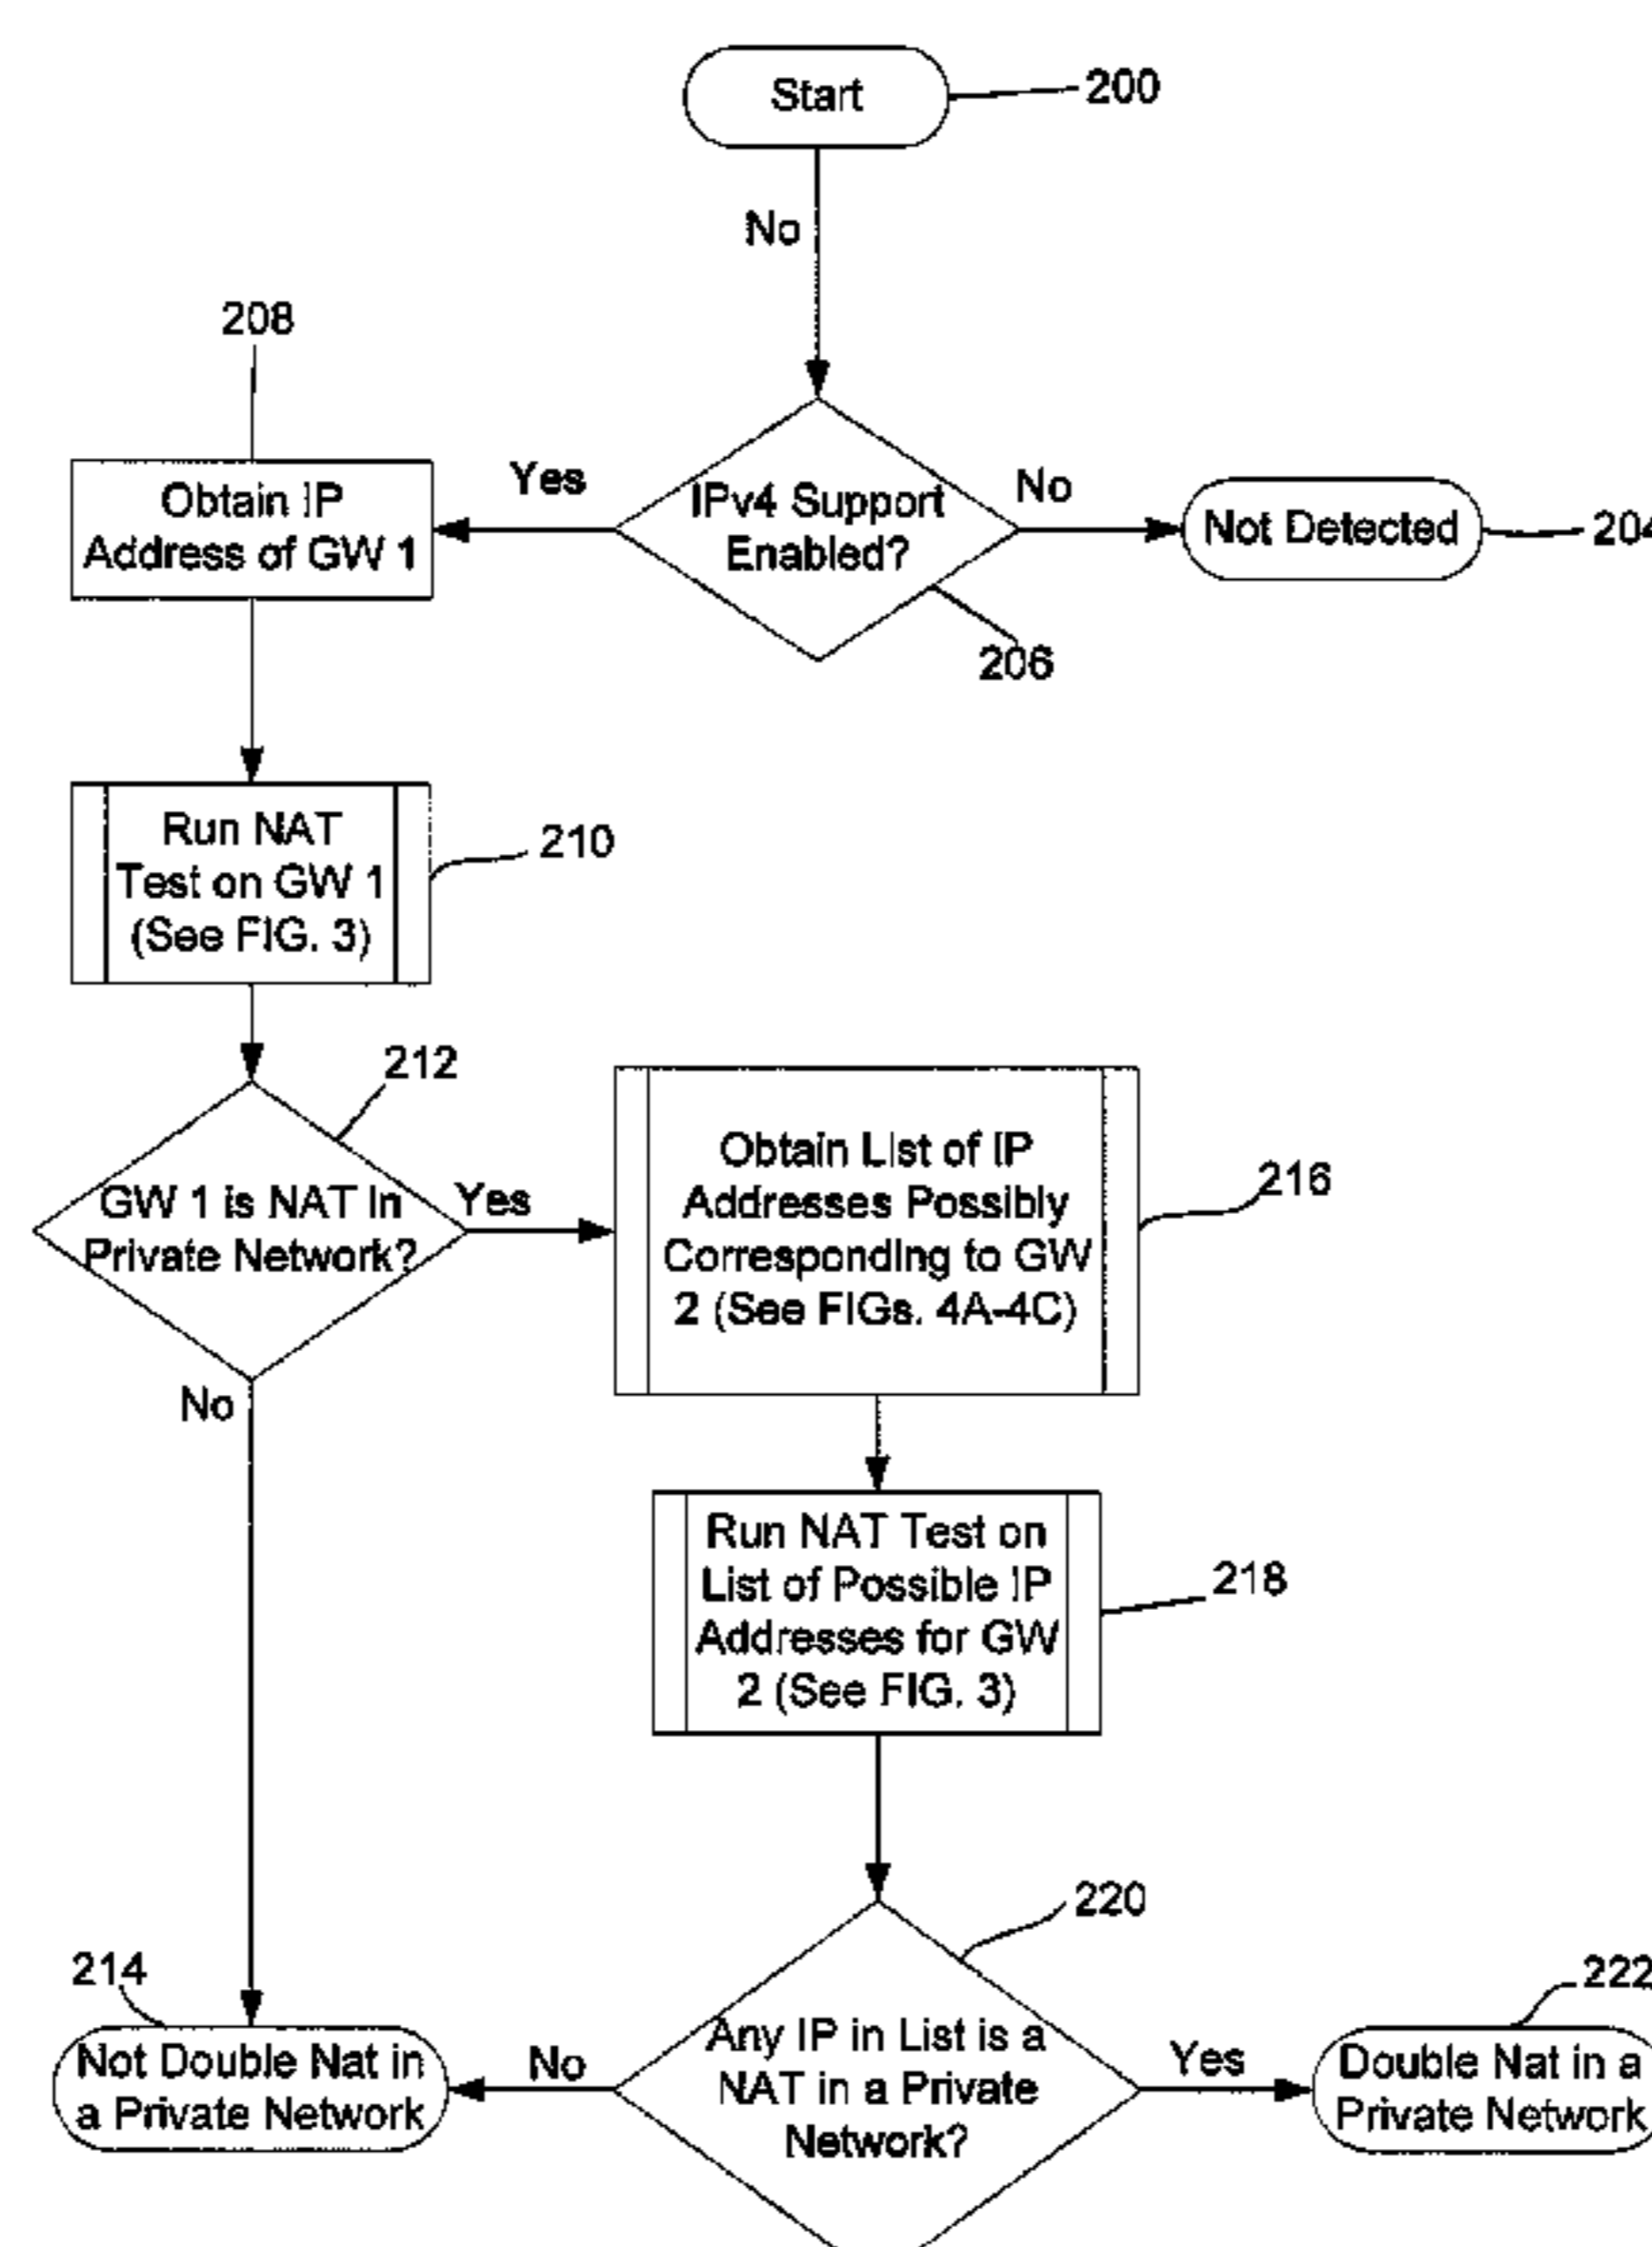 Start
200
No
208
Obtain IP
Address of GW 1
Yes
IPv4 Support
Enabled?
No
Not Detected
204
206
Run NAT
Test on GW 1
(See FIG. 3)
210
212
GW 1 is NAT in
Private Network?
Yes
Obtain List of IP
Addresses Possibly
Corresponding to GW
2 (See FIGs. 4A-4C)
216
No
Run NAT Test on
List of Possible IP
Addresses for GW
2 (See FIG. 3)
218
220
214
222
Not Double Nat in
a Private Network
No
Any IP in List is a
NAT in a Private
Network?
Yes
Double Nat in a
Private Network